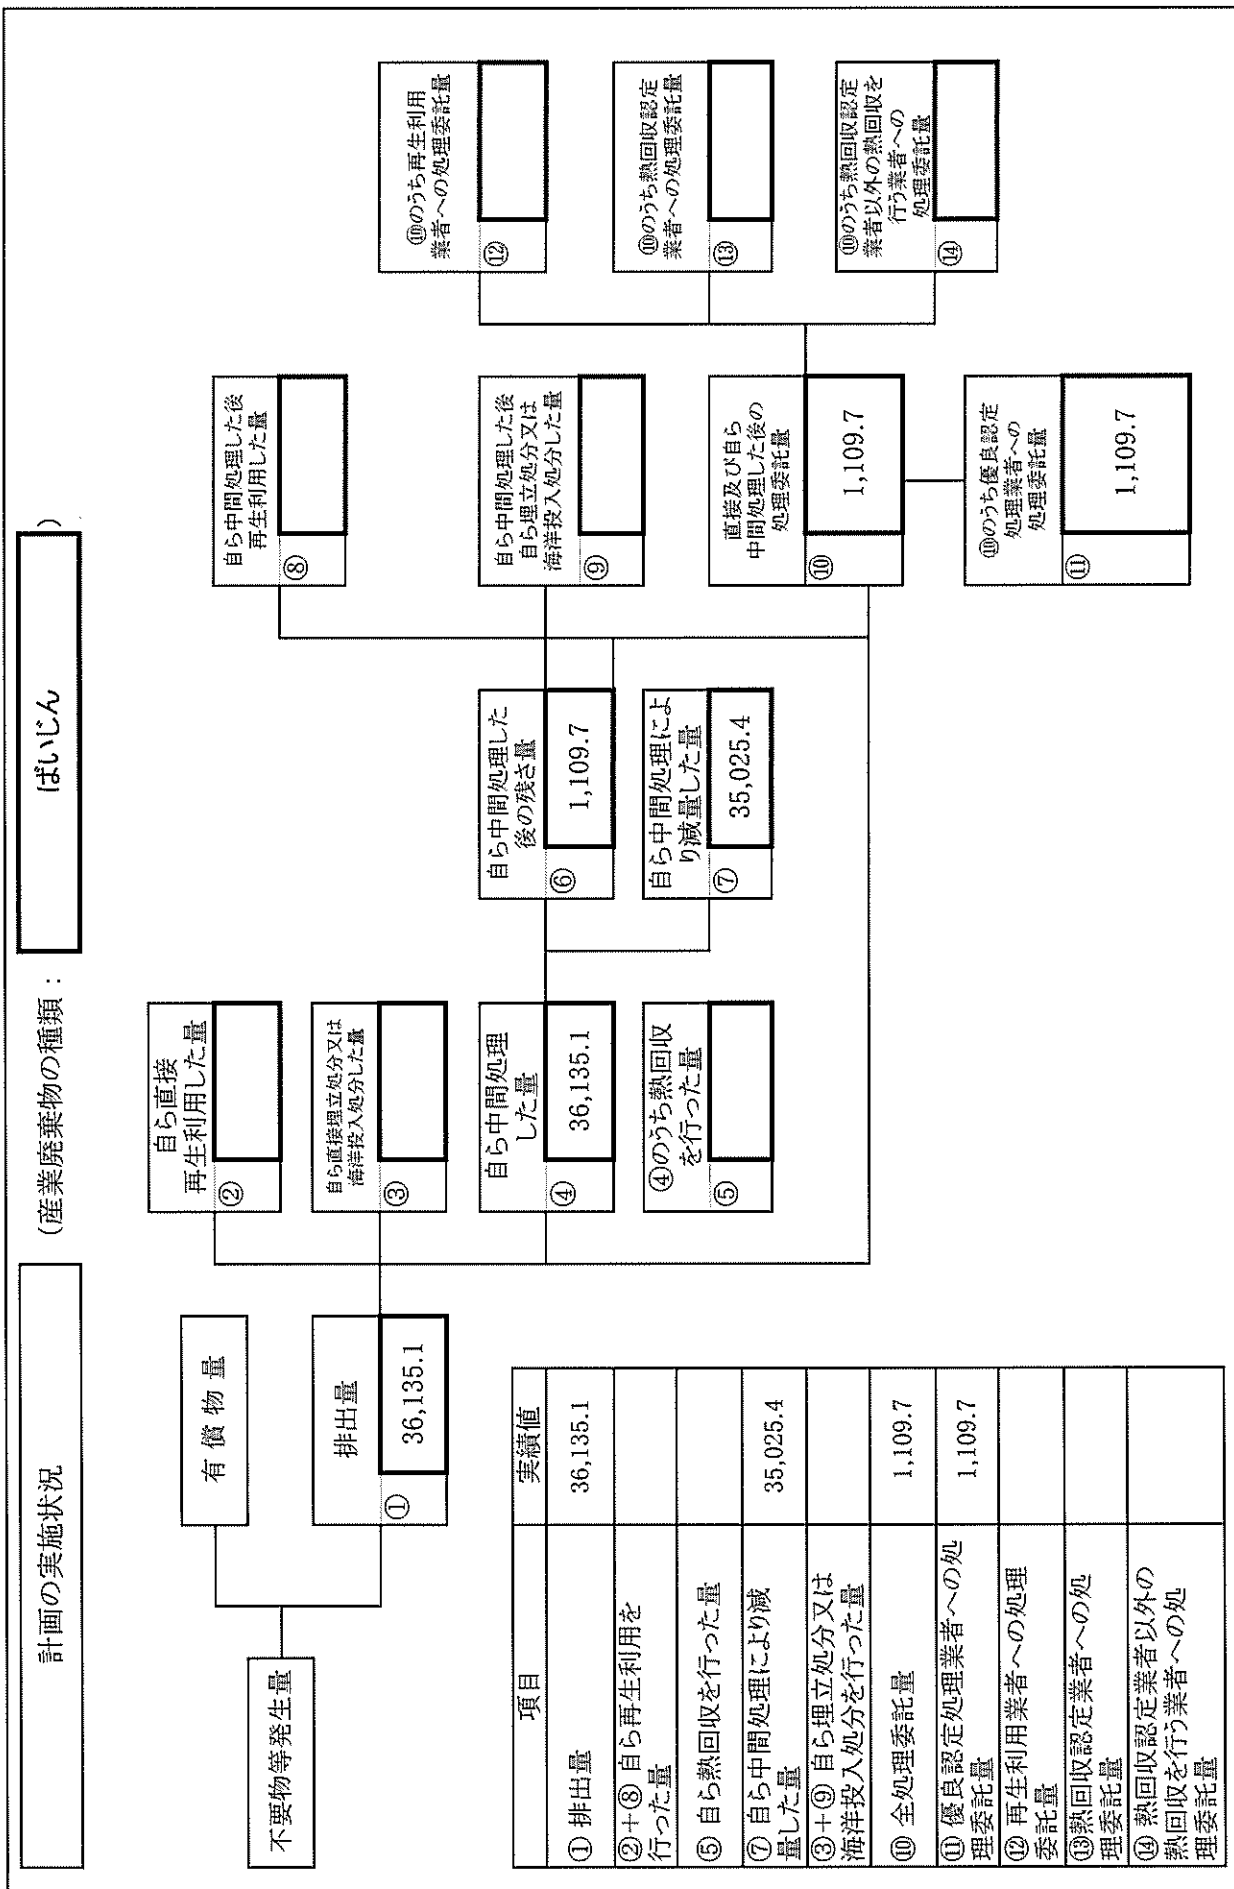 計画の実施状況
(産業廃棄物の種類:
ばいじん
)
不要物等発生量
有償物量
排出量
①
36,135.1
自ら直接
再生利用した量
②
自ら直接埋立処分又は
海洋投入処分した量
③
自ら中間処理
した量
④
36,135.1
④のうち熱回収
を行った量
⑤
自ら中間処理した
後の残さ量
⑥
1,109.7
自ら中間処理によ
り減量した量
⑦
35,025.4
自ら中間処理した後
再生利用した量
⑧
自ら中間処理した後
自ら埋立処分又は
海洋投入処分した量
⑨
直接及び自ら
中間処理した後の
処理委託量
⑩
1,109.7
⑩のうち優良認定
処理業者への
処理委託量
⑪
1,109.7
⑩のうち再生利用
業者への処理委託量
⑫
⑩のうち熱回収認定
業者への処理委託量
⑬
⑩のうち熱回収認定
業者以外の熱回収を
行う業者への
処理委託量
⑭
項目
実績値
① 排出量
36,135.1
②+⑧ 自ら再生利用を
行った量
⑤ 自ら熱回収を行った量
⑦ 自ら中間処理により減
量した量
35,025.4
③+⑨ 自ら埋立処分又は
海洋投入処分を行った量
⑩ 全処理委託量
1,109.7
⑪ 優良認定処理業者への処
理委託量
1,109.7
⑫ 再生利用業者への処理
委託量
⑬熱回収認定業者への処
理委託量
⑭ 熱回収認定業者以外の
熱回収を行う業者への処
理委託量